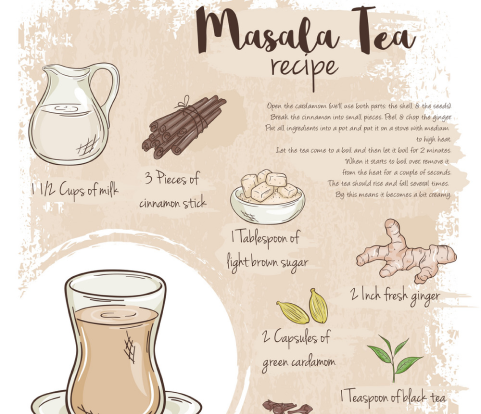 Masala Tea
recipe
Open the cardamom (we'll use both parts: the shell & the seeds)
Break the cinnamon into small pieces. Peel & chop the ginger
Put all ingredients into a pot and put it on a stove with medium
to high heat
Let the tea come to a boil and then let it boil for 2 minutes
When it starts to boil over remove it
from the heat for a couple of seconds
The tea should rise and fall several times.
By this means it becomes a bit creamy
1 1/2 Cups of milk
3 Pieces of
cinnamon stick
1 Tablespoon of
light brown sugar
2 Inch fresh ginger
2 Capsules of
green cardamom
1 Teaspoon of black tea